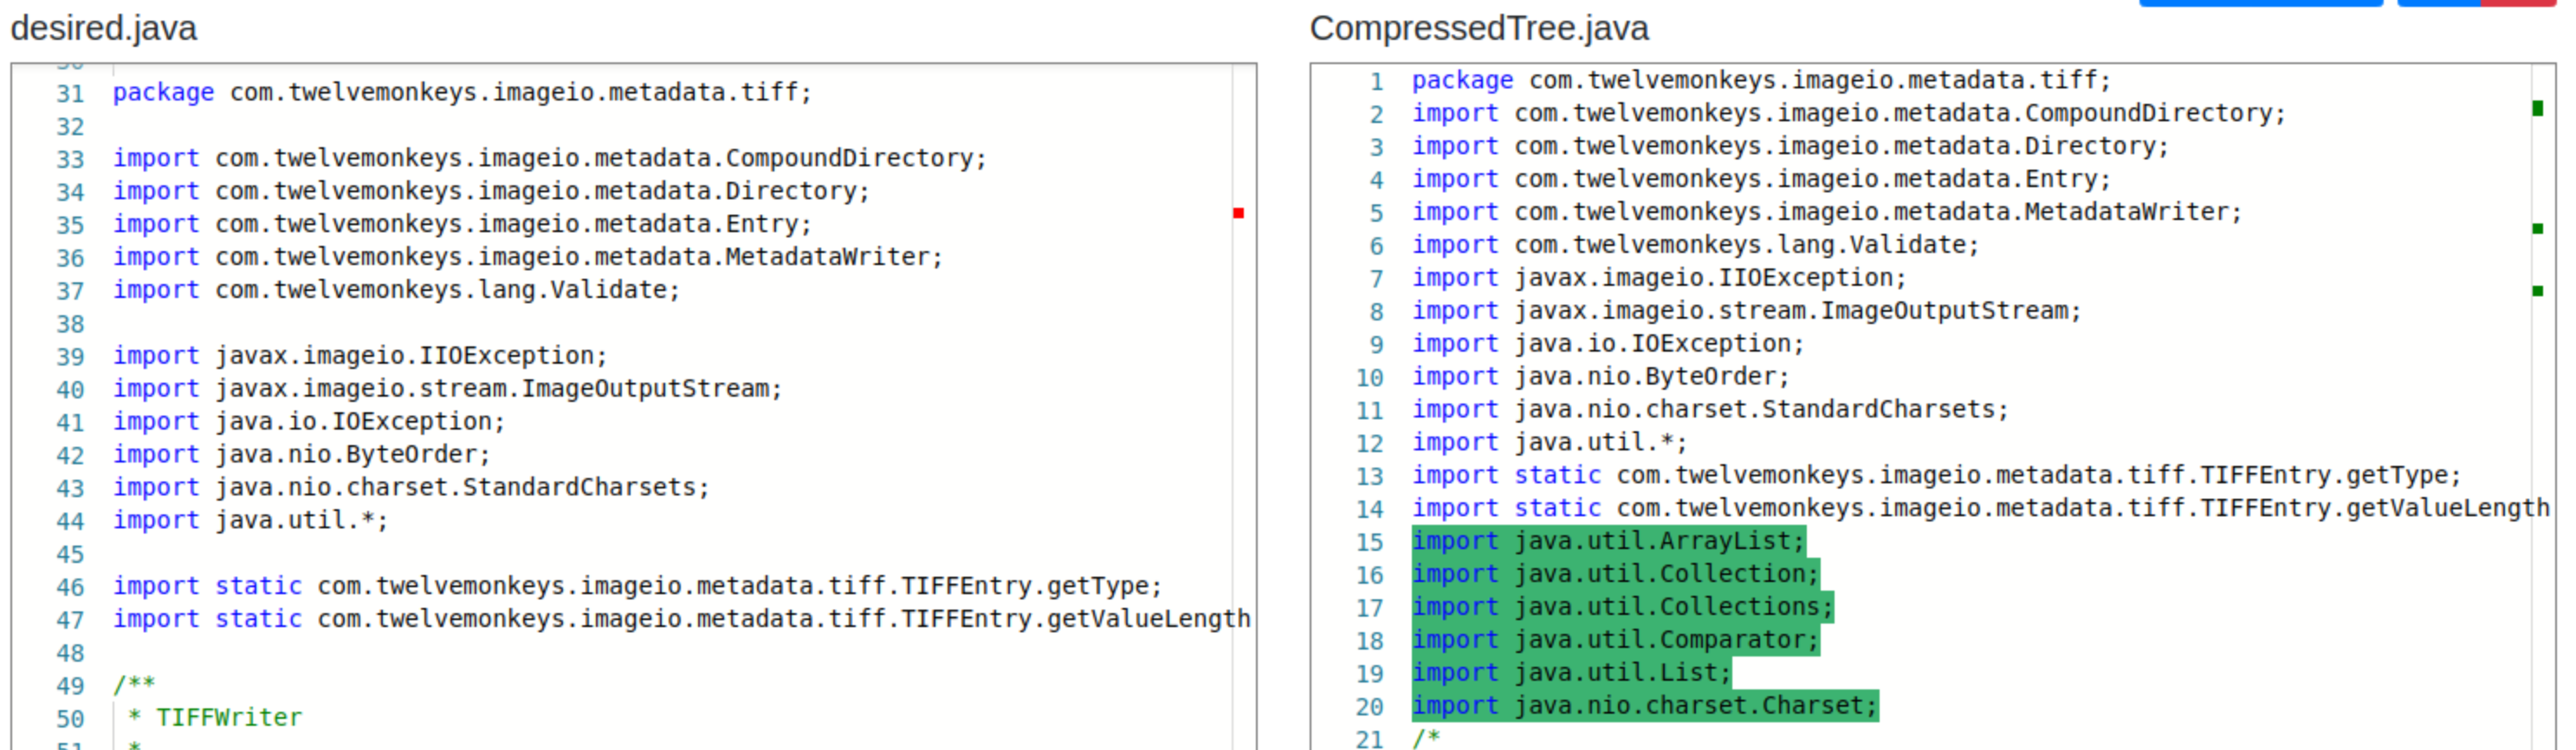 desired.java
31 package com.twelvemonkeys.imageio.metadata.tiff;
32
33 import com.twelvemonkeys.imageio.metadata.CompoundDirectory;
34 import com.twelvemonkeys.imageio.metadata.Directory;
35 import com.twelvemonkeys.imageio.metadata.Entry;
36 import com.twelvemonkeys.imageio.metadata.MetadataWriter;
37 import com.twelvemonkeys.lang.Validate;
38
39 import javax.imageio.IIOException;
40 import javax.imageio.stream.ImageOutputStream;
41 import java.io.IOException;
42 import java.nio.ByteOrder;
43 import java.nio.charset.StandardCharsets;
44 import java.util.*;
45
46 import static com.twelvemonkeys.imageio.metadata.tiff.TIFFEntry.getType;
47 import static com.twelvemonkeys.imageio.metadata.tiff.TIFFEntry.getValueLength
48
49 /**
50 * TIFFWriter
51 *
CompressedTree.java
1 package com.twelvemonkeys.imageio.metadata.tiff;
2 import com.twelvemonkeys.imageio.metadata.CompoundDirectory;
3 import com.twelvemonkeys.imageio.metadata.Directory;
4 import com.twelvemonkeys.imageio.metadata.Entry;
5 import com.twelvemonkeys.imageio.metadata.MetadataWriter;
6 import com.twelvemonkeys.lang.Validate;
7 import javax.imageio.IIOException;
8 import javax.imageio.stream.ImageOutputStream;
9 import java.io.IOException;
10 import java.nio.ByteOrder;
11 import java.nio.charset.StandardCharsets;
12 import java.util.*;
13 import static com.twelvemonkeys.imageio.metadata.tiff.TIFFEntry.getType;
14 import static com.twelvemonkeys.imageio.metadata.tiff.TIFFEntry.getValueLength
15 import java.util.ArrayList;
16 import java.util.Collection;
17 import java.util.Collections;
18 import java.util.Comparator;
19 import java.util.List;
20 import java.nio.charset.Charset;
21 /*